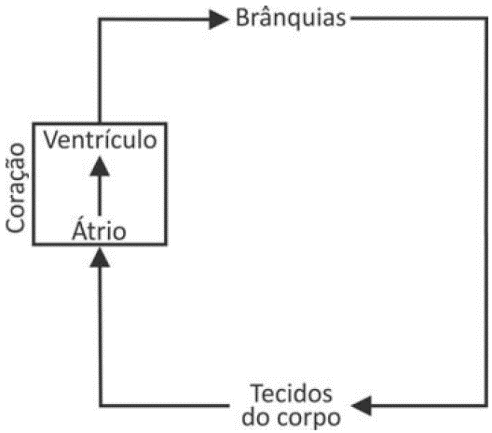 Brânquias
Coração
Ventrículo
Átrio
Tecidos
do corpo